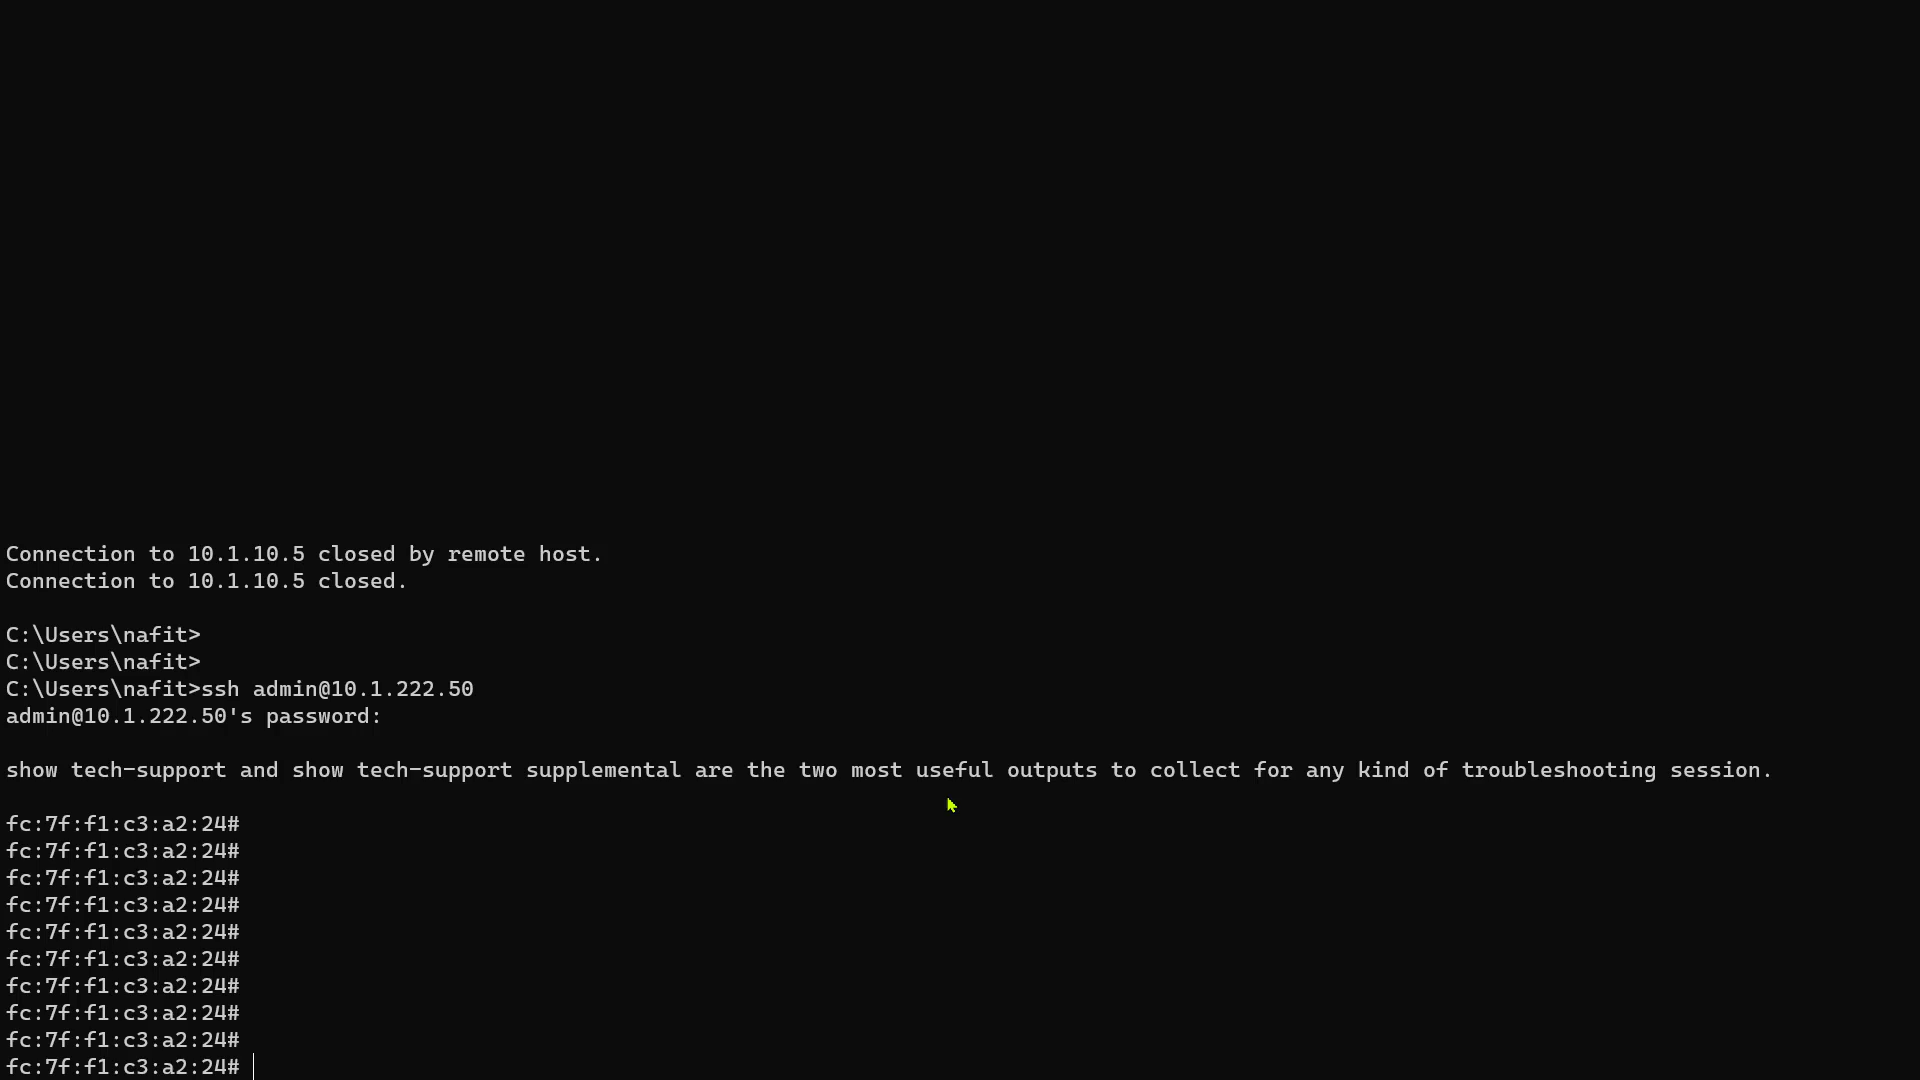 Connection to 10.1.10.5 closed by remote host.
Connection to 10.1.10.5 closed.
C:\Users\nafit>
C:\Users\nafit>
C:\Users\nafit>ssh admin@10.1.222.50
admin@10.1.222.50's password:
show tech-support and show tech-support supplemental are the two most useful outputs to collect for any kind of troubleshooting session.
fc:7f:f1:c3:a2:24#
fc:7f:f1:c3:a2:24#
fc:7f:f1:c3:a2:24#
fc:7f:f1:c3:a2:24#
fc:7f:f1:c3:a2:24#
fc:7f:f1:c3:a2:24#
fc:7f:f1:c3:a2:24#
fc:7f:f1:c3:a2:24#
fc:7f:f1:c3:a2:24#
fc:7f:f1:c3:a2:24#